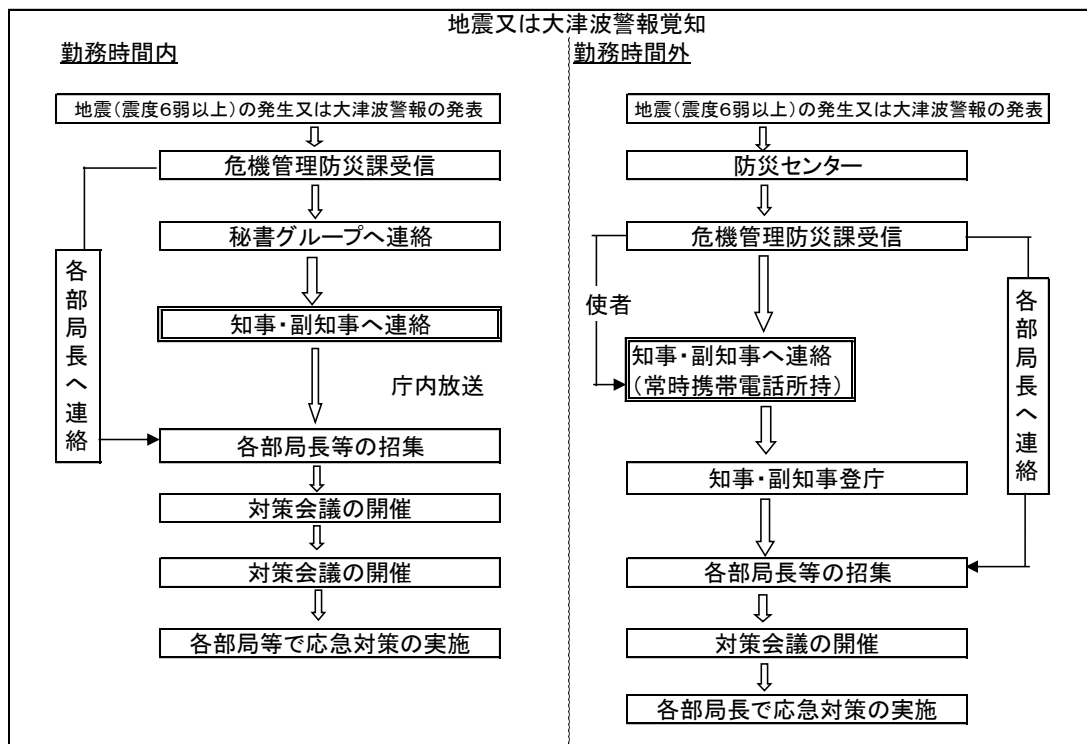 地震又は大津波警報覚知
勤務時間内
地震(震度6弱以上)の発生又は大津波警報の発表
危機管理防災課受信
秘書グループへ連絡
各部局長へ連絡
知事・副知事へ連絡
庁内放送
各部局長等の招集
対策会議の開催
対策会議の開催
各部局等で応急対策の実施
勤務時間外
地震(震度6弱以上)の発生又は大津波警報の発表
防災センター
危機管理防災課受信
使者
各部局長へ連絡
知事・副知事へ連絡
(常時携帯電話所持)
知事・副知事登庁
各部局長等の招集
対策会議の開催
各部局長で応急対策の実施